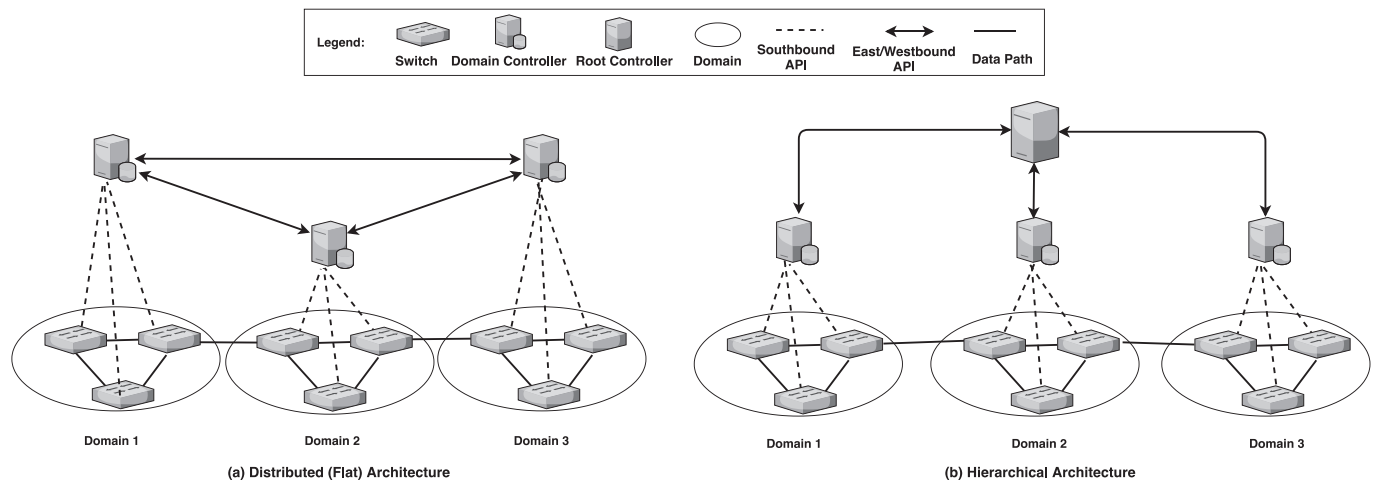 Legend:
Switch
Domain Controller
Root Controller
Domain
Southbound
API
East/Westbound
API
Data Path
Domain 1
Domain 2
Domain 3
(a) Distributed (Flat) Architecture
Domain 1
Domain 2
Domain 3
(b) Hierarchical Architecture